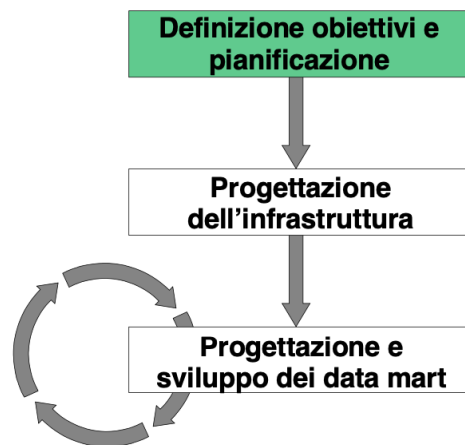 Definizione obiettivi e
pianificazione
Progettazione
dell'infrastruttura
Progettazione e
sviluppo dei data mart